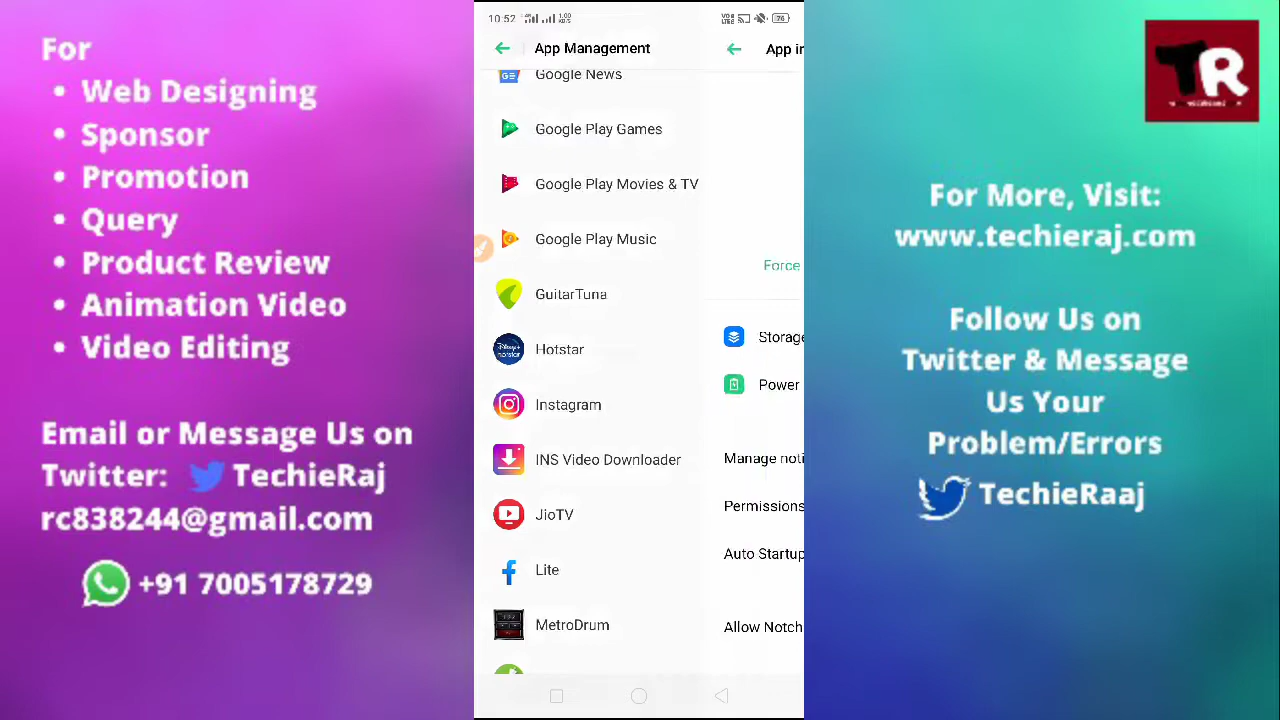 For
• Web Designing
• Sponsor
• Promotion
• Query
• Product Review
• Animation Video
• Video Editing
Email or Message Us on
Twitter: TechieRaj
rc838244@gmail.com
+91 7005178729
10:52
76
App Management
Google News
Google Play Games
Google Play Movies & TV
Google Play Music
GuitarTuna
Hotstar
Instagram
INS Video Downloader
JioTV
Lite
MetroDrum
App in
Force
Storage
Power
Manage noti
Permissions
Auto Startup
Allow Notch
TR
For More, Visit:
www.techieraj.com
Follow Us on
Twitter & Message
Us Your
Problem/Errors
TechieRaaj